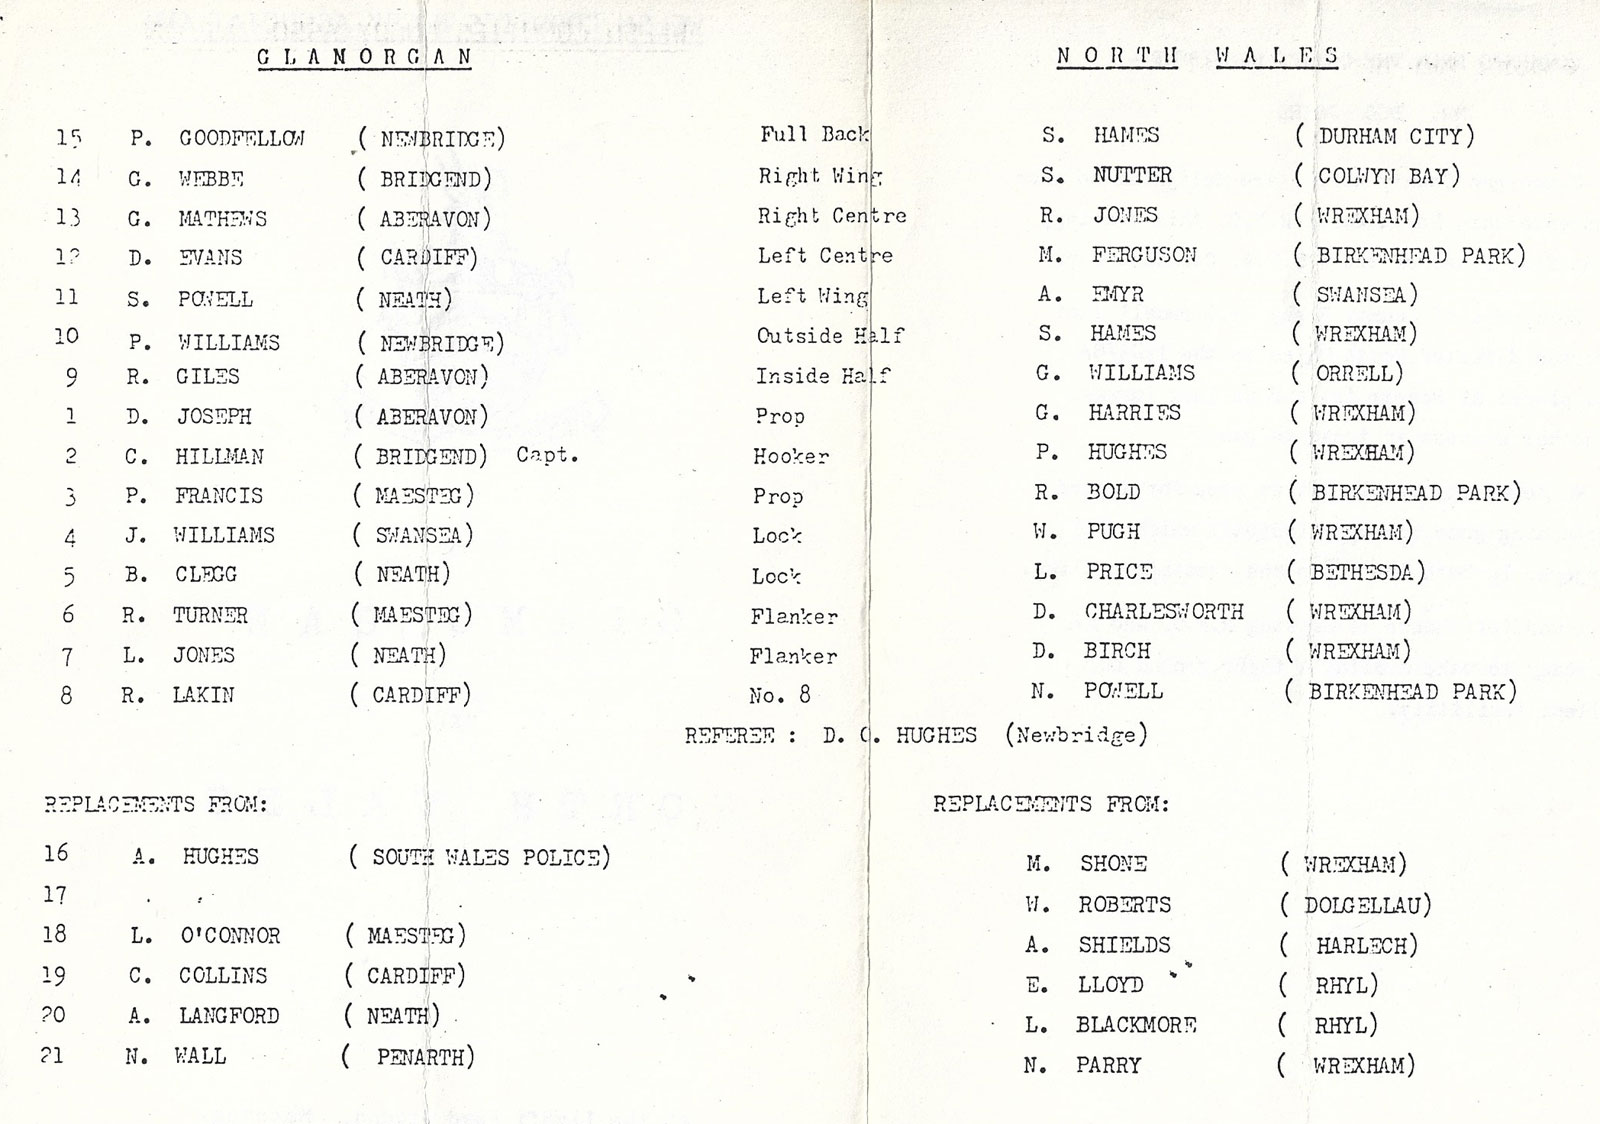 GLAMORGAN NORTH WALES
15 P. GOODFELLOW ( NEWBRIDGE) Full Back S. HAMES ( DURHAM CITY)
14 G. WEBBE ( BRIDGEND) Right Wing S. NUTTER ( COLWYN BAY)
13 G. MATHEWS ( ABERAVON) Right Centre R. JONES ( WREXHAM)
12 D. EVANS ( CARDIFF) Left Centre M. FERGUSON ( BIRKENHEAD PARK)
11 S. POWELL ( NEATH) Left Wing A. EMYR ( SWANSEA)
10 P. WILLIAMS ( NEWBRIDGE) Outside Half S. HAMES ( WREXHAM)
9 R. GILES ( ABERAVON) Inside Half G. WILLIAMS ( ORRELL)
1 D. JOSEPH ( ABERAVON) Prop G. HARRIES ( WREXHAM)
2 C. HILLMAN ( BRIDGEND) Capt. Hooker P. HUGHES ( WREXHAM)
3 P. FRANCIS ( MAESTEG) Prop R. BOLD ( BIRKENHEAD PARK)
4 J. WILLIAMS ( SWANSEA) Lock W. PUGH ( WREXHAM)
5 B. CLEGG ( NEATH) Lock L. PRICE ( BETHESDA)
6 R. TURNER ( MAESTEG) Flanker D. CHARLESWORTH ( WREXHAM)
7 L. JONES ( NEATH) Flanker D. BIRCH ( WREXHAM)
8 R. LAKIN ( CARDIFF) No. 8 N. POWELL ( BIRKENHEAD PARK)
REFEREE : D. O. HUGHES (Newbridge)
REPLACEMENTS FROM: REPLACEMENTS FROM:
16 A. HUGHES ( SOUTH WALES POLICE) M. SHONE ( WREXHAM)
17 W. ROBERTS ( DOLGELLAU)
18 L. O'CONNOR ( MAESTEG) A. SHIELDS ( HARLECH)
19 C. COLLINS ( CARDIFF) E. LLOYD ( RHYL)
20 A. LANGFORD ( NEATH) L. BLACKMORE ( RHYL)
21 N. WALL ( PENARTH) N. PARRY ( WREXHAM)